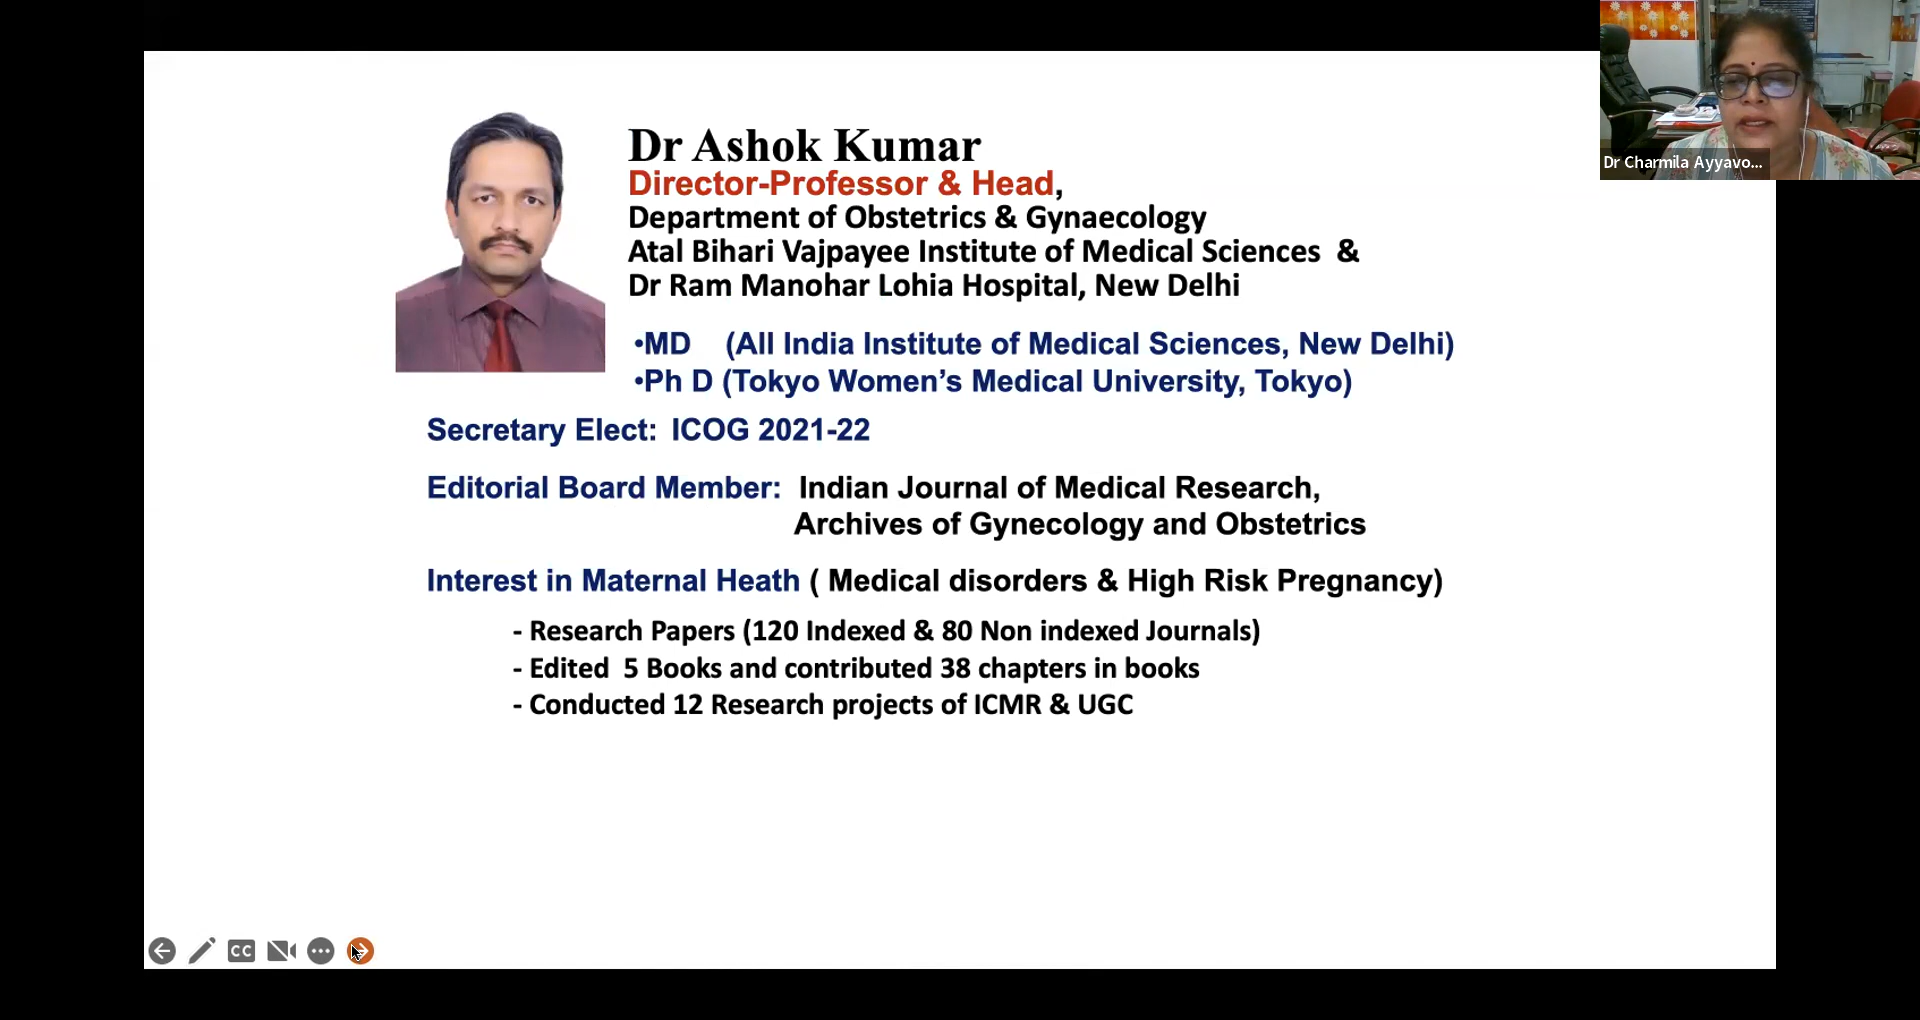 Dr Ashok Kumar
Director-Professor & Head,
Department of Obstetrics & Gynaecology
Atal Bihari Vajpayee Institute of Medical Sciences &
Dr Ram Manohar Lohia Hospital, New Delhi
•MD (All India Institute of Medical Sciences, New Delhi)
•Ph D (Tokyo Women’s Medical University, Tokyo)
Secretary Elect: ICOG 2021-22
Editorial Board Member: Indian Journal of Medical Research,
Archives of Gynecology and Obstetrics
Interest in Maternal Heath ( Medical disorders & High Risk Pregnancy)
- Research Papers (120 Indexed & 80 Non indexed Journals)
- Edited 5 Books and contributed 38 chapters in books
- Conducted 12 Research projects of ICMR & UGC
Dr Charmila Ayyavo...
CC